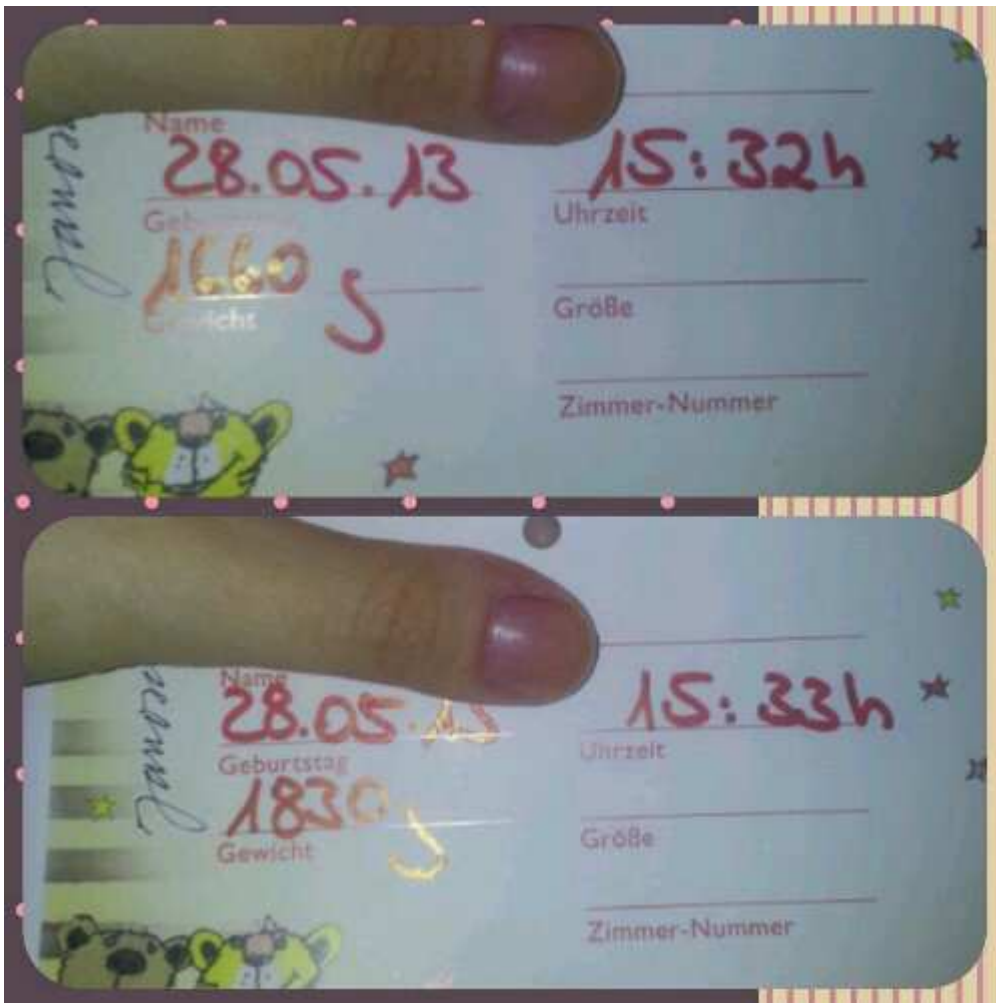 Name
28.05.13 15:32h
Geburtstag Uhrzeit
1660 g
Gewicht Größe
Zimmer-Nummer
Name
28.05.13 15:33h
Geburtstag Uhrzeit
1830 g
Gewicht Größe
Zimmer-Nummer